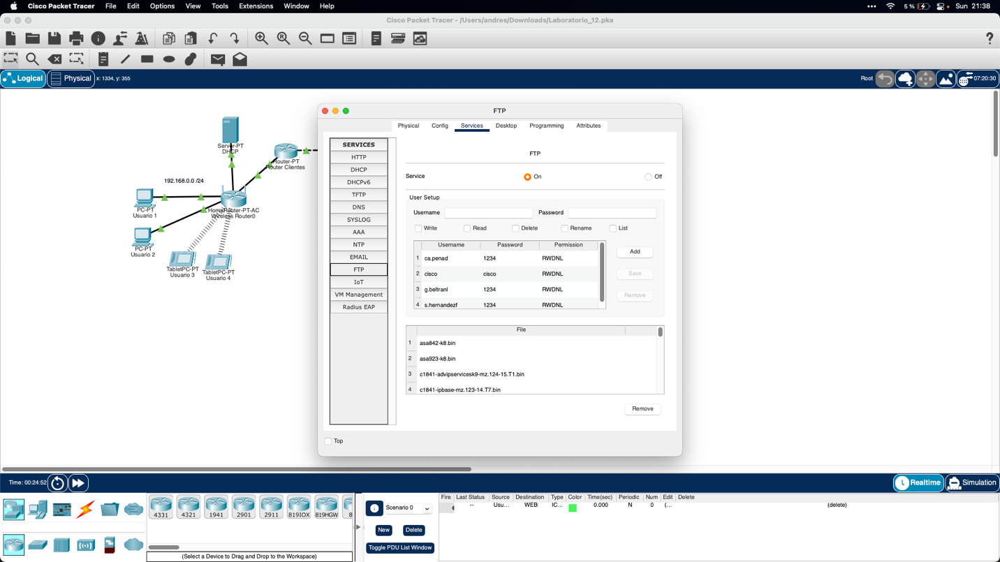 Cisco Packet Tracer File Edit Options View Tools Extensions Window Help
5 % Sun 21:38
Cisco Packet Tracer - /Users/andres/Downloads/Laboratorio_12.pka
Logical Physical x: 1334, y: 355 Root 07:20:30
Server-PT
DHCP
Router-PT
Router Clientes
192.168.0.0 /24
PC-PT
Usuario 1
HomeRouter-PT-AC
Wireless Router0
PC-PT
Usuario 2
TabletPC-PT
Usuario 3
TabletPC-PT
Usuario 4
FTP
Physical Config Services Desktop Programming Attributes
SERVICES
HTTP
DHCP
DHCPv6
TFTP
DNS
SYSLOG
AAA
NTP
EMAIL
FTP
IoT
VM Management
Radius EAP
FTP
Service On Off
User Setup
Username Password
Write Read Delete Rename List
Username Password Permission
1 ca.penad 1234 RWDNL
2 cisco cisco RWDNL
3 g.beltranl 1234 RWDNL
4 s.hernandezf 1234 RWDNL
Add
Save
Remove
File
1 asa842-k8.bin
2 asa923-k8.bin
3 c1841-advipservicesk9-mz.124-15.T1.bin
4 c1841-ipbase-mz.123-14.T7.bin
Remove
Top
Time: 00:24:52 Realtime Simulation
4331 4321 1941 2901 2911 819IOX 819HGW 8
(Select a Device to Drag and Drop to the Workspace)
Scenario 0
New Delete
Toggle PDU List Window
Fire Last Status Source Destination Type Color Time(sec) Periodic Num Edit Delete
-- Usu... WEB IC... 0.000 N 0 (... (delete)